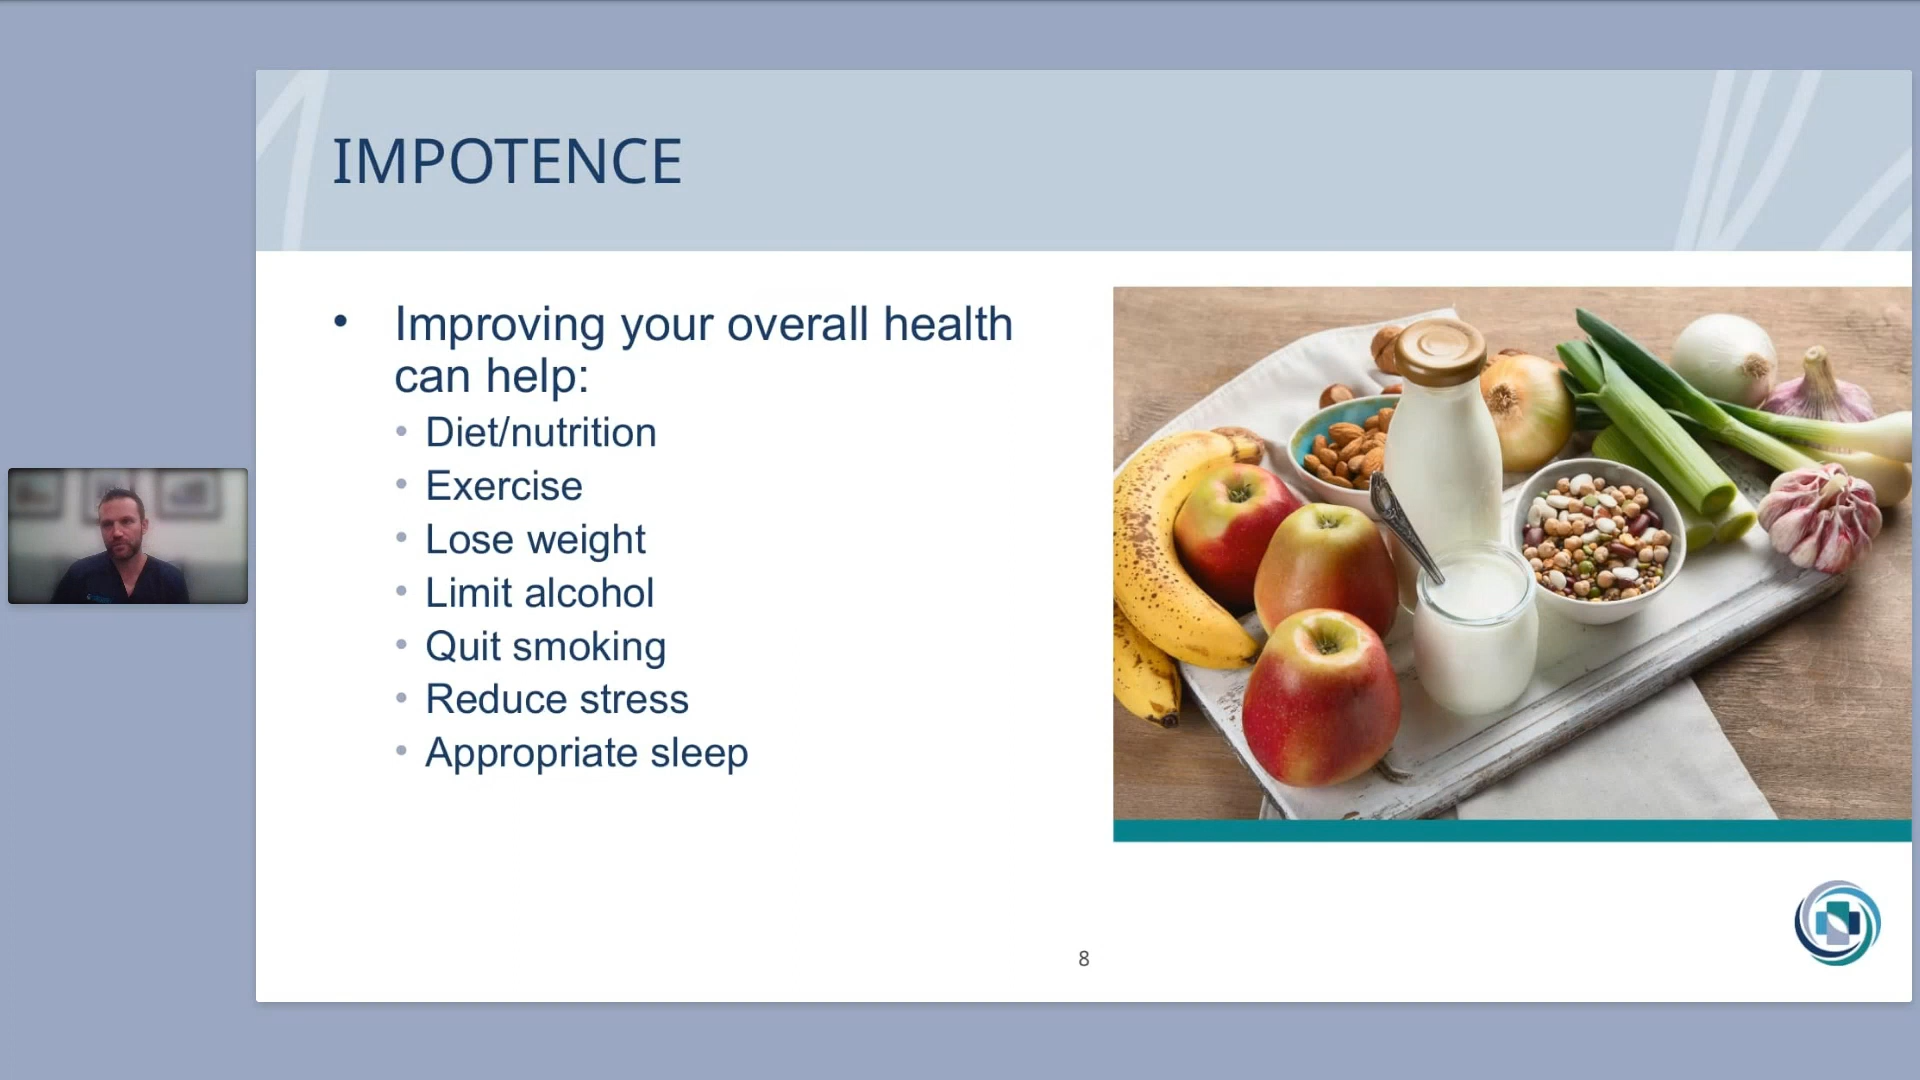 IMPOTENCE
• Improving your overall health
can help:
• Diet/nutrition
• Exercise
• Lose weight
• Limit alcohol
• Quit smoking
• Reduce stress
• Appropriate sleep
8